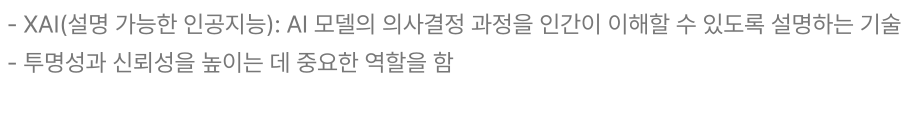 - XAI(설명 가능한 인공지능): AI 모델의 의사결정 과정을 인간이 이해할 수 있도록 설명하는 기술
- 투명성과 신뢰성을 높이는 데 중요한 역할을 함